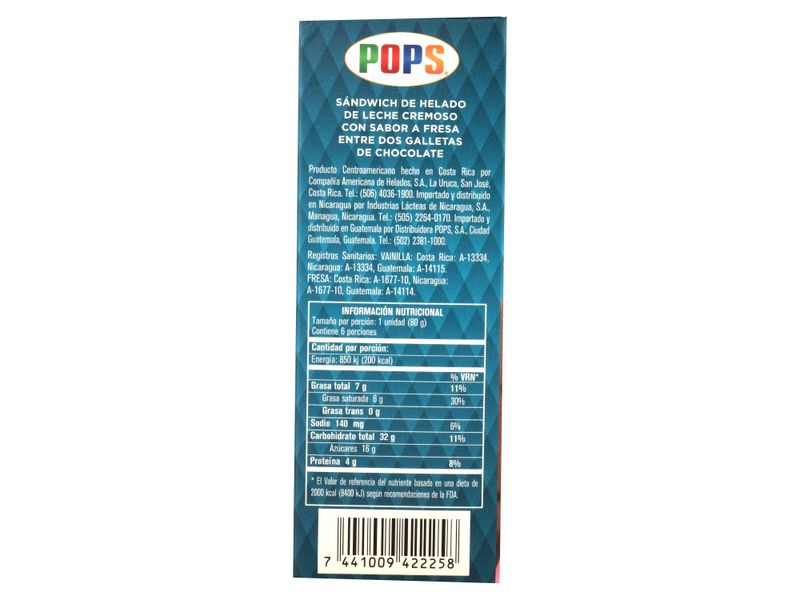 POPS
SÁNDWICH DE HELADO
DE LECHE CREMOSO
CON SABOR A FRESA
ENTRE DOS GALLETAS
DE CHOCOLATE
Producto Centroamericano hecho en Costa Rica por
Compañía Americana de Helados, S.A., La Uruca, San José,
Costa Rica. Tel.: (506) 4036-1900. Importado y distribuido
en Nicaragua por Industrias Lácteas de Nicaragua, S.A.,
Managua, Nicaragua. Tel.: (505) 2264-0170. Importado y
distribuido en Guatemala por Distribuidora POPS, S.A., Ciudad
Guatemala, Guatemala. Tel.: (502) 2381-1000.
Registros Sanitarios: VAINILLA: Costa Rica: A-13334,
Nicaragua: A-13334, Guatemala: A-14115.
FRESA: Costa Rica: A-1677-10, Nicaragua:
A-1677-10, Guatemala: A-14114.
INFORMACIÓN NUTRICIONAL
Tamaño por porción: 1 unidad (80 g)
Contiene 6 porciones
Cantidad por porción:
Energía: 850 kj (200 kcal)
% VRN*
Grasa total 7 g 11%
Grasa saturada 6 g 30%
Grasa trans 0 g
Sodio 140 mg 6%
Carbohidrato total 32 g 11%
Azúcares 16 g
Proteína 4 g 8%
* El Valor de referencia del nutriente basado en una dieta de
2000 kcal (8400 kJ) según recomendaciones de la FDA.
7 441009 422258